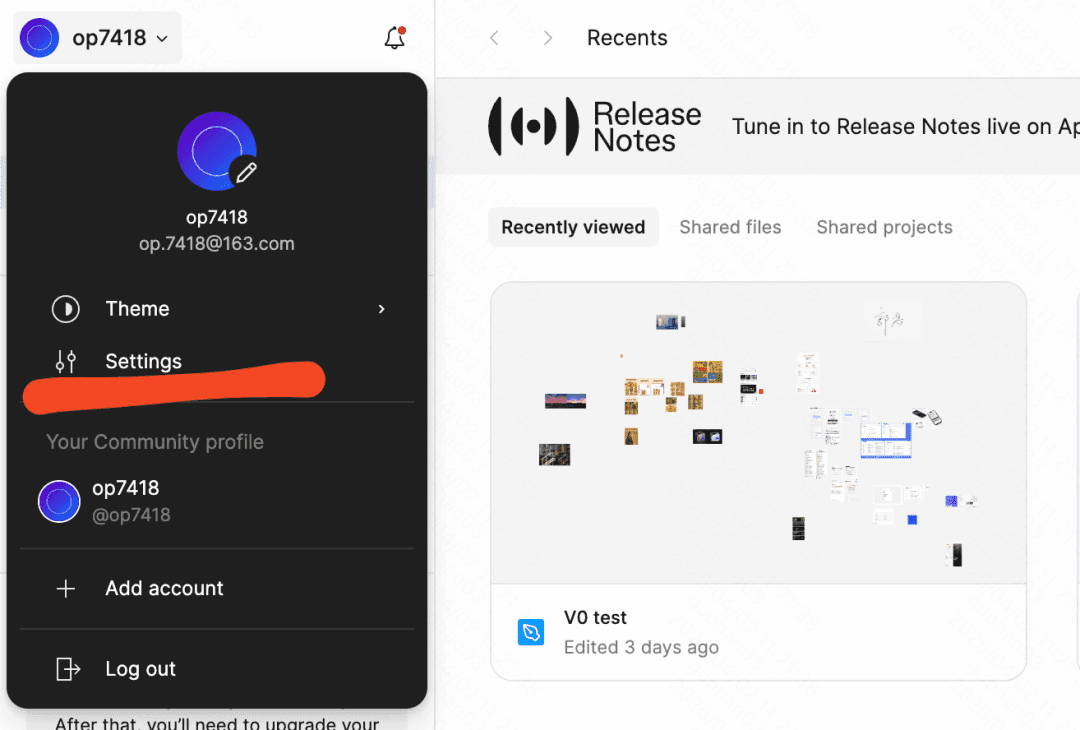 op7418
Recents
op7418
op.7418@163.com
Theme
Settings
Your Community profile
op7418
@op7418
Add account
Log out
After that, you'll need to upgrade your
Release
Notes
Tune in to Release Notes live on Ap
Recently viewed
Shared files
Shared projects
V0 test
Edited 3 days ago